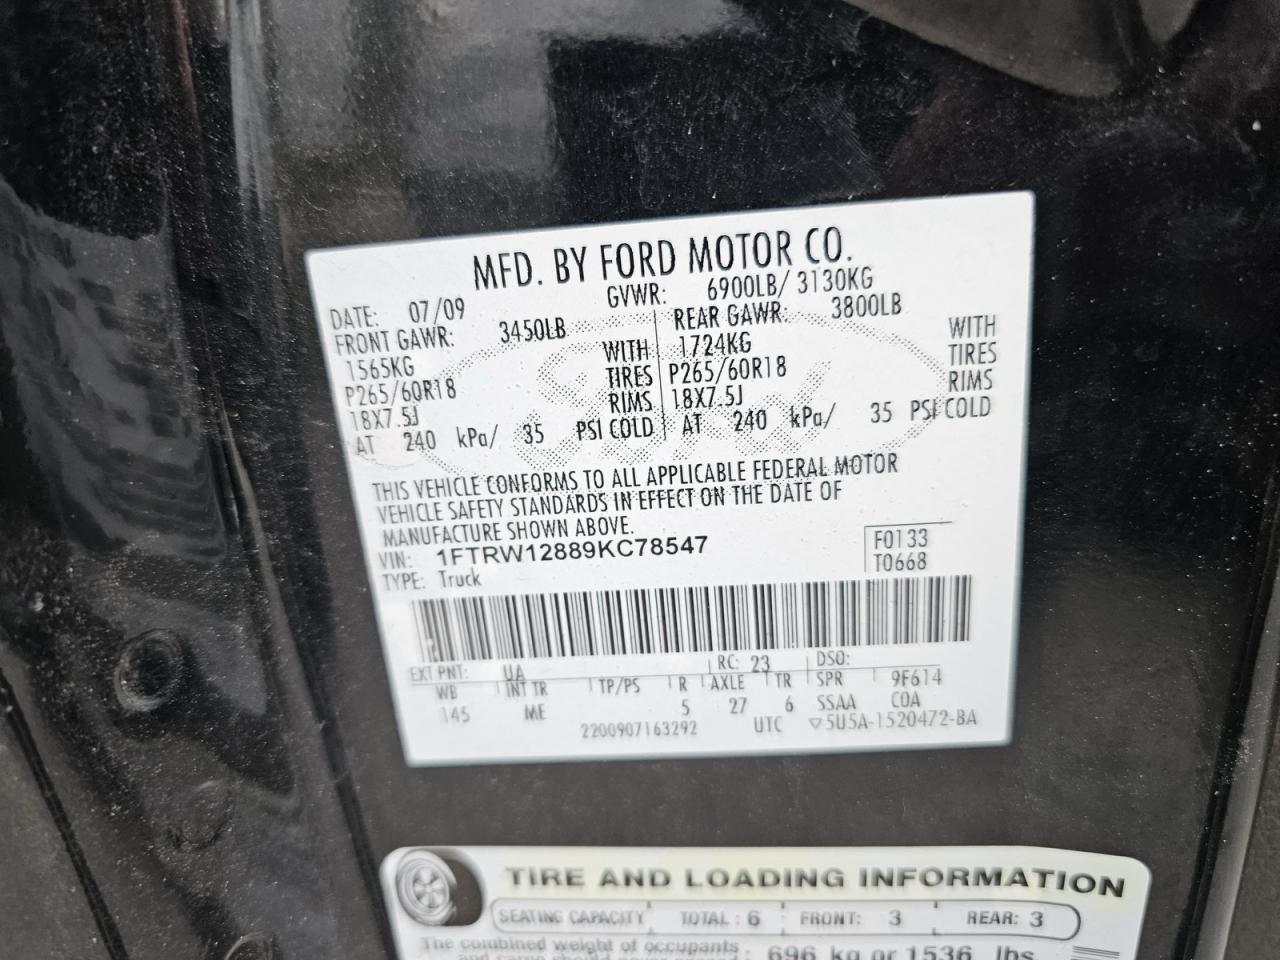 MFD. BY FORD MOTOR CO.
DATE: 07/09 GVWR: 6900LB/ 3130KG
FRONT GAWR: 3450LB REAR GAWR: 3800LB
1565KG WITH 1724KG WITH
P265/60R18 TIRES P265/60R18 TIRES
18X7.5J RIMS 18X7.5J RIMS
AT 240 kPa/ 35 PSI COLD AT 240 kPa/ 35 PSI COLD
THIS VEHICLE CONFORMS TO ALL APPLICABLE FEDERAL MOTOR
VEHICLE SAFETY STANDARDS IN EFFECT ON THE DATE OF
MANUFACTURE SHOWN ABOVE.
VIN: 1FTRW12889KC78547 F0133
TYPE: Truck T0668
EXT PNT: UA RC: 23 DSO:
WB INT TR TP/PS R AXLE TR SPR 9F614
145 ME 5 27 6 SSAA COA
2200907163292 UTC ▽5U5A-1520472-BA
TIRE AND LOADING INFORMATION
SEATING CAPACITY TOTAL: 6 FRONT: 3 REAR: 3
The combined weight of occupants 696 kg or 1536 lbs.